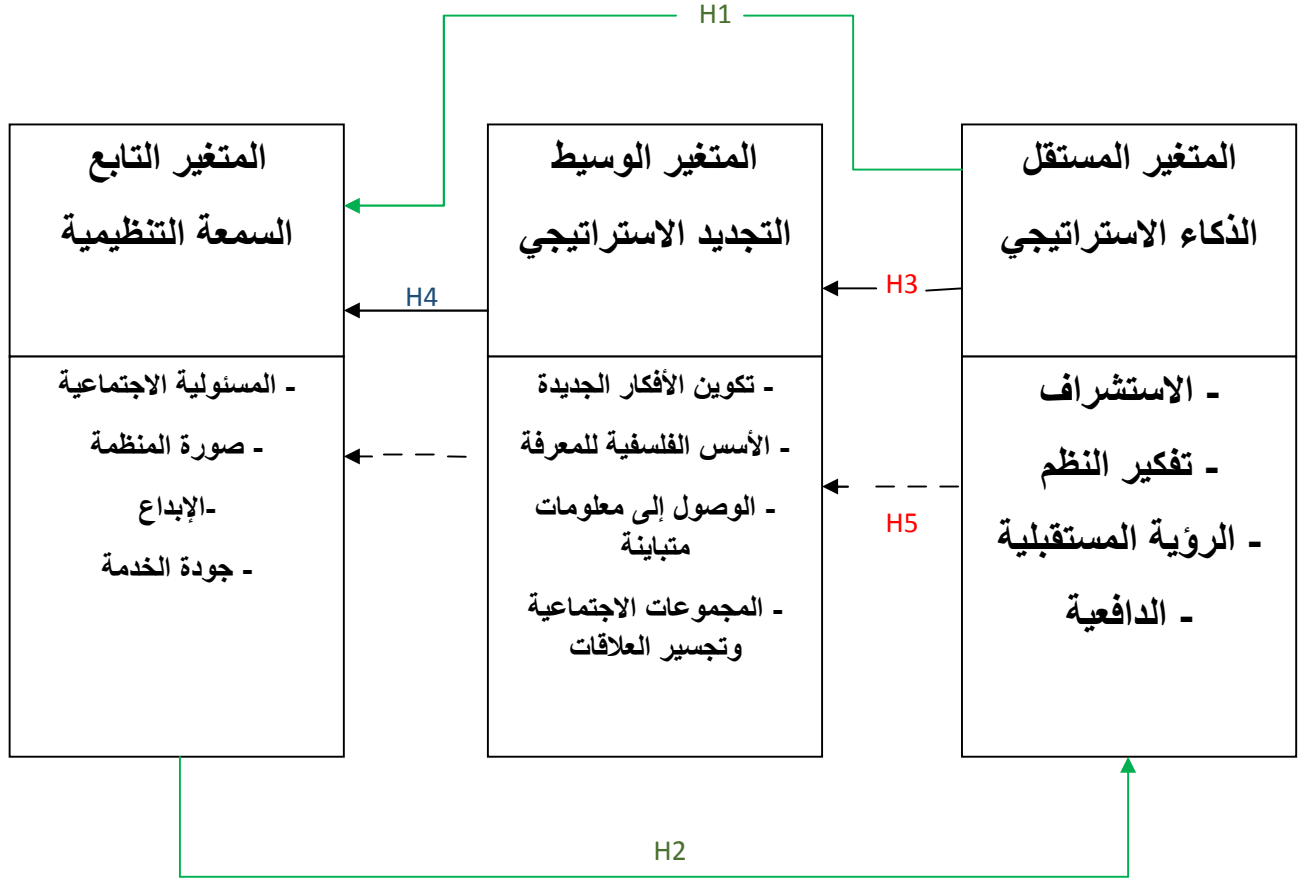 H1
المتغير المستقل
الذكاء الاستراتيجي
المتغير الوسيط
التجديد الاستراتيجي
المتغير التابع
السمعة التنظيمية
H3
H4
- الاستشراف
- تفكير النظم
- الرؤية المستقبلية
- الدافعية
H5
- تكوين الأفكار الجديدة
- الأسس الفلسفية للمعرفة
- الوصول إلى معلومات
متباينة
- المجموعات الاجتماعية
وتجسير العلاقات
- المسئولية الاجتماعية
- صورة المنظمة
-الإبداع
- جودة الخدمة
H2